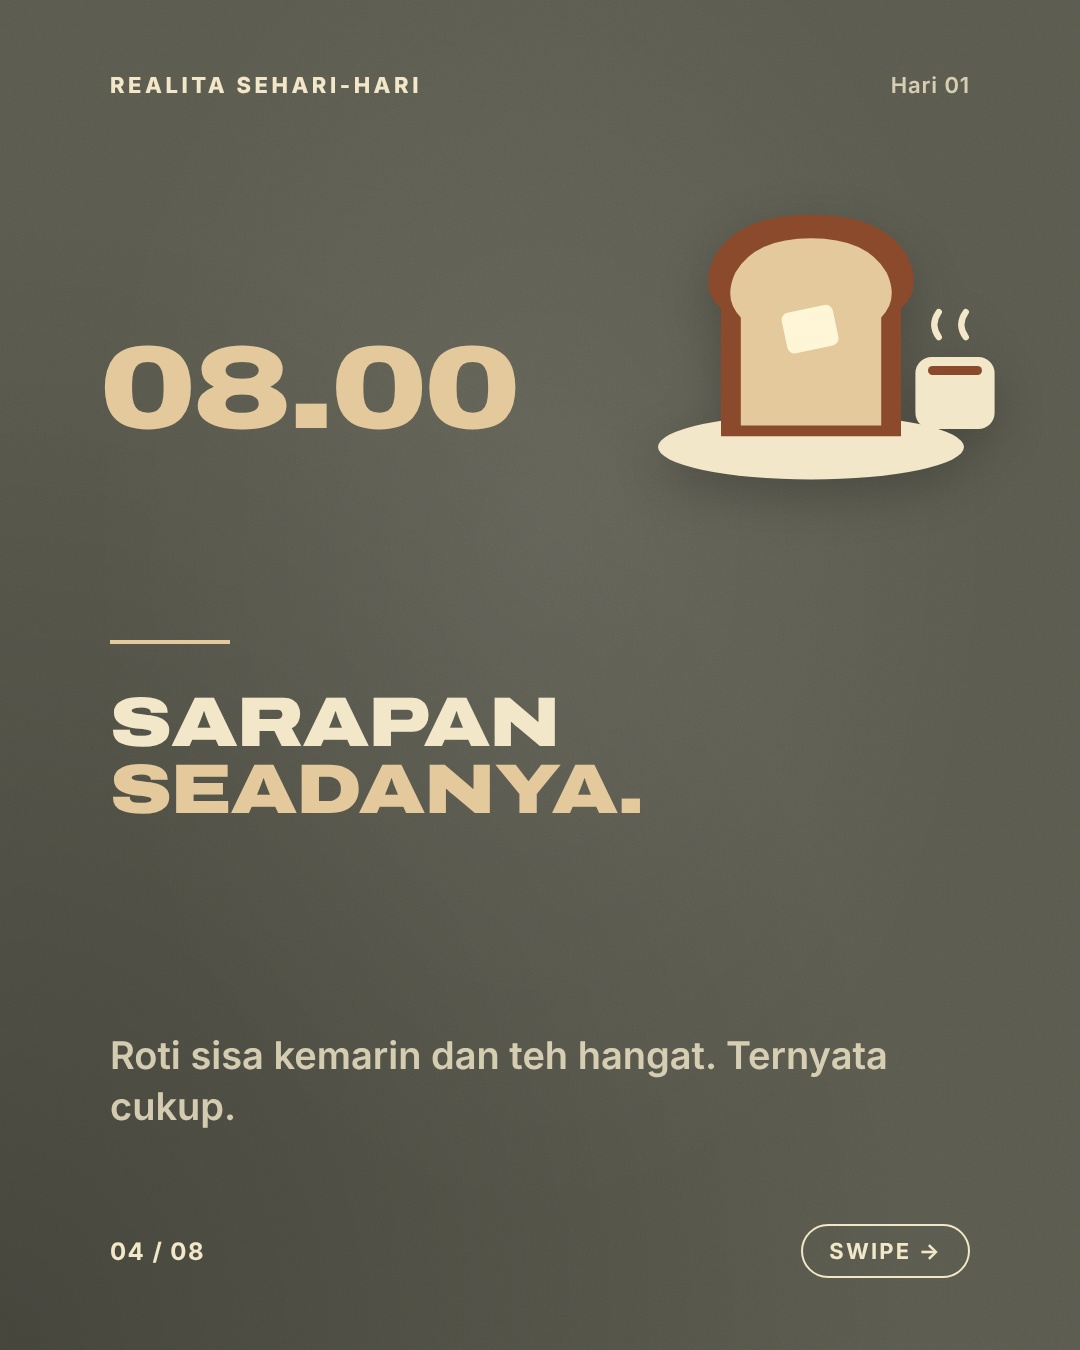 REALITA SEHARI-HARI
Hari 01
08.00
SARAPAN
SEADANYA.
Roti sisa kemarin dan teh hangat. Ternyata
cukup.
04 / 08
SWIPE →